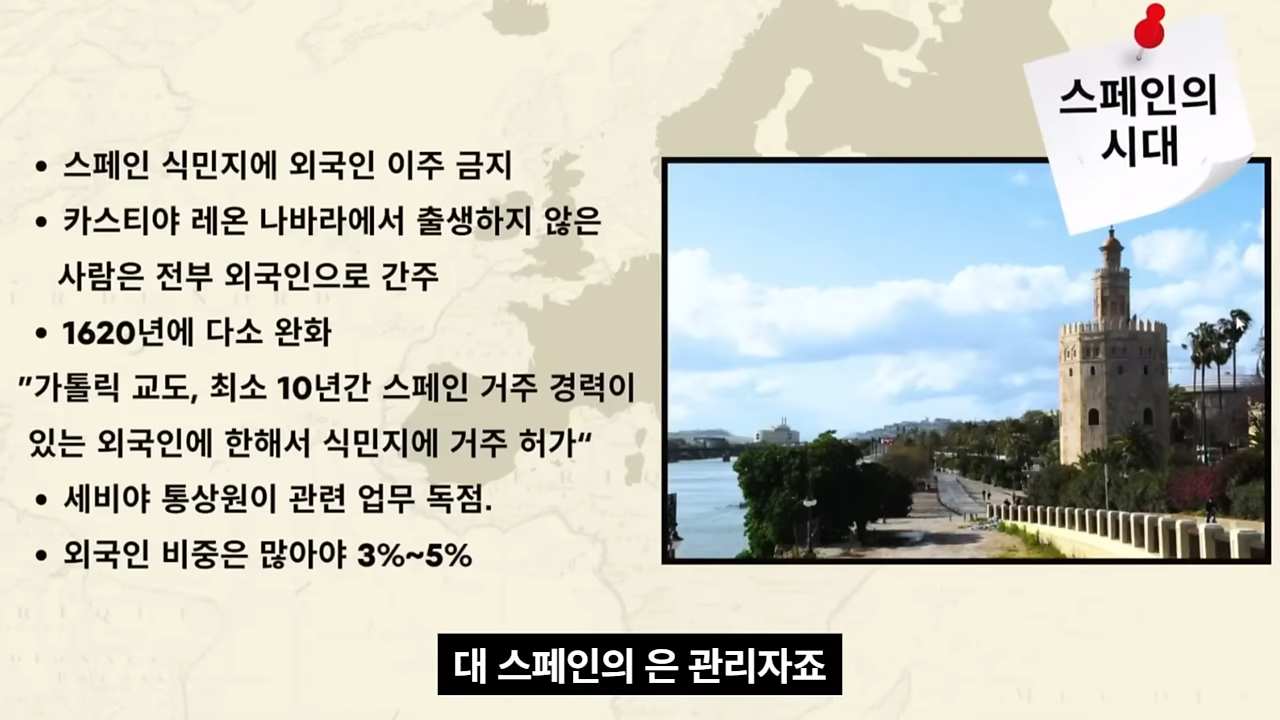 스페인의
시대
• 스페인 식민지에 외국인 이주 금지
• 카스티야 레온 나바라에서 출생하지 않은
사람은 전부 외국인으로 간주
• 1620년에 다소 완화
”가톨릭 교도, 최소 10년간 스페인 거주 경력이
있는 외국인에 한해서 식민지에 거주 허가“
• 세비야 통상원이 관련 업무 독점.
• 외국인 비중은 많아야 3%~5%
대 스페인의 은 관리자죠